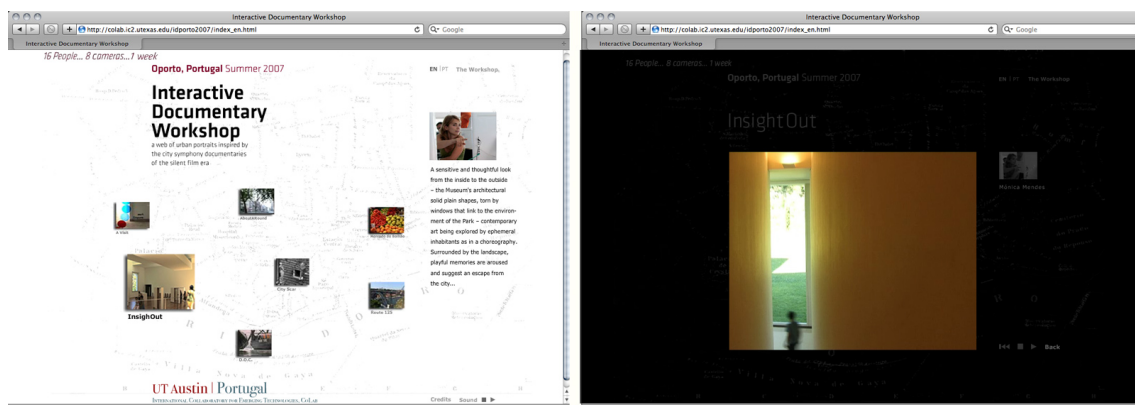 Interactive Documentary Workshop
http://colab.ic2.utexas.edu/idporto2007/index_en.html
Google
Interactive Documentary Workshop
16 People... 8 cameras...1 week
Oporto, Portugal Summer 2007
EN | PT The Workshop.
Interactive
Documentary
Workshop
a web of urban portraits inspired by
the city symphony documentaries
of the silent film era
A sensitive and thoughtful look
from the inside to the outside
– the Museum's architectural
solid plain shapes, torn by
windows that link to the environ-
ment of the Park – contemporary
art being explored by ephemeral
inhabitants as in a choreography.
Surrounded by the landscape,
playful memories are aroused
and suggest an escape from
the city...
City Scar
Route 125
InsighOut
D.O.C.
UT Austin | Portugal
International Collaboratory for Emerging Technologies, CoLab
Credits Sound
Interactive Documentary Workshop
http://colab.ic2.utexas.edu/idporto2007/index_en.html
Google
Interactive Documentary Workshop
16 People... 8 cameras... 1 week
Oporto, Portugal Summer 2007
EN | PT The Workshop
InsightOut
Mónica Mendes
Back